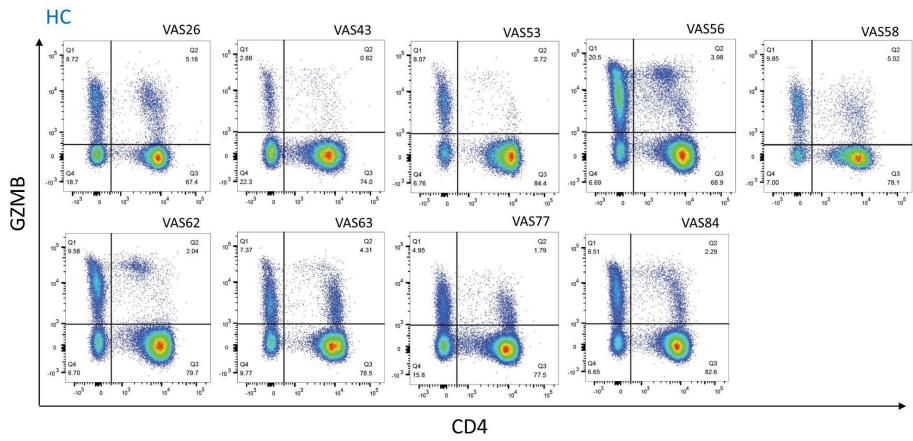 HC
VAS26 VAS43 VAS53 VAS56 VAS58
Q1 8.72 Q2 5.18 Q4 18.7 Q3 67.4
Q1 2.88 Q2 0.82 Q4 22.3 Q3 74.0
Q1 8.07 Q2 0.72 Q4 6.76 Q3 84.4
Q1 20.5 Q2 3.98 Q4 6.69 Q3 68.9
Q1 9.85 Q2 5.02 Q4 7.00 Q3 78.1
VAS62 VAS63 VAS77 VAS84
Q1 9.58 Q2 2.04 Q4 8.70 Q3 79.7
Q1 7.37 Q2 4.31 Q4 9.77 Q3 78.5
Q1 4.95 Q2 1.79 Q4 15.8 Q3 77.5
Q1 8.51 Q2 2.29 Q4 6.65 Q3 82.6
GZMB
CD4